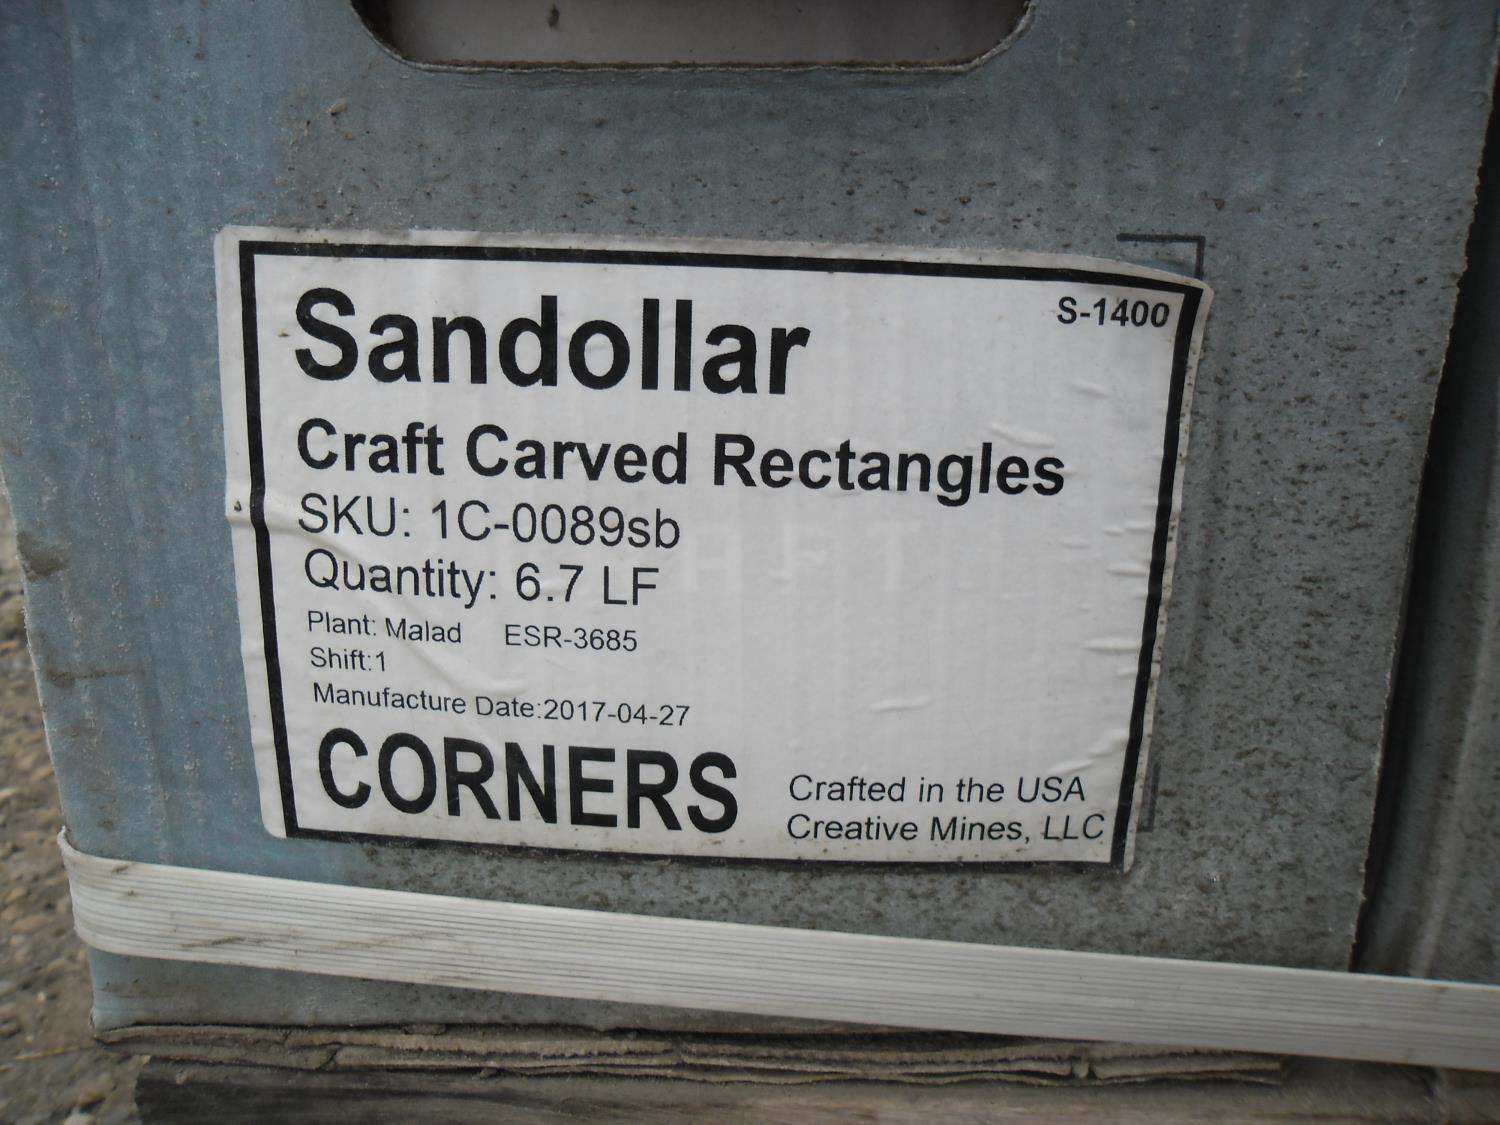 S-1400
Sandollar
Craft Carved Rectangles
SKU: 1C-0089sb
Quantity: 6.7 LF
Plant: Malad ESR-3685
Shift:1
Manufacture Date:2017-04-27
CORNERS
Crafted in the USA
Creative Mines, LLC